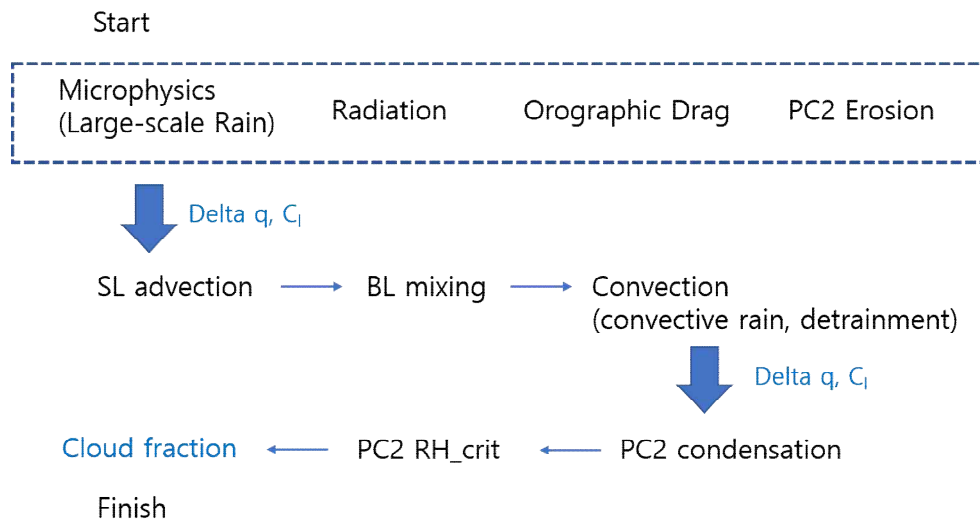 Start
Microphysics
(Large-scale Rain)
Radiation
Orographic Drag
PC2 Erosion
Delta q, Cl
SL advection
BL mixing
Convection
(convective rain, detrainment)
Delta q, Cl
Cloud fraction
PC2 RH_crit
PC2 condensation
Finish